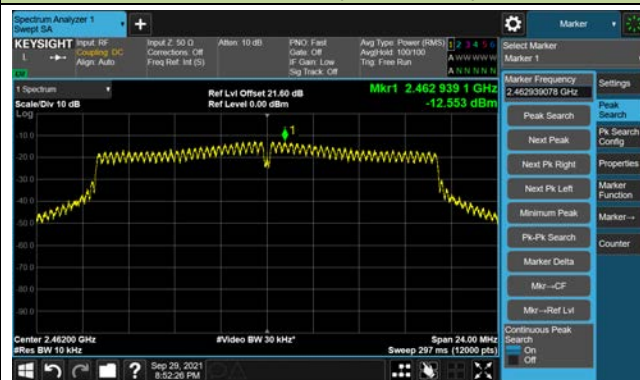 Spectrum Analyzer 1
Swept SA
Marker
KEYSIGHT
L
Input: RF
Coupling: DC
Align: Auto
Input Z: 50 Ω
Corrections: Off
Freq Ref: Int (S)
Atten: 10 dB
PNO: Fast
Gate: Off
IF Gain: Low
Sig Track: Off
Avg Type: Power (RMS)
Avg|Hold: 100/100
Trig: Free Run
1 2 3 4 5 6
A W W W W W
A N N N N N
Select Marker
Marker 1
1 Spectrum
Scale/Div 10 dB
Log
Ref Lvl Offset 21.60 dB
Ref Level 0.00 dBm
Mkr1 2.462 939 1 GHz
-12.553 dBm
1
-10.0
-20.0
-30.0
-40.0
-50.0
-60.0
-70.0
-80.0
-90.0
Center 2.46200 GHz
#Res BW 10 kHz
#Video BW 30 kHz*
Span 24.00 MHz
Sweep 297 ms (12000 pts)
Marker Frequency
2.462939078 GHz
Peak Search
Next Peak
Next Pk Right
Next Pk Left
Minimum Peak
Pk-Pk Search
Marker Delta
Mkr→CF
Mkr→Ref Lvl
Continuous Peak
Search
On
Off
Settings
Peak
Search
Pk Search
Config
Properties
Marker
Function
Marker→
Counter
?
Sep 29, 2021
8:52:26 PM